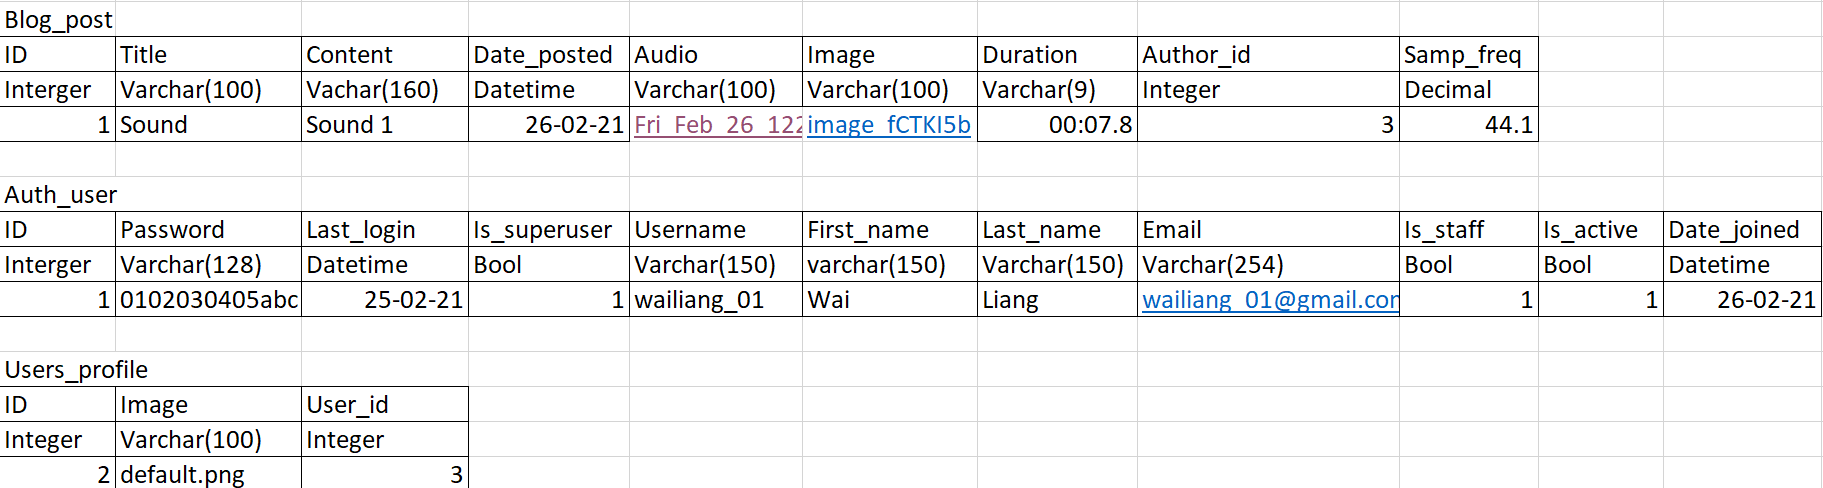 Blog_post
ID Title Content Date_posted Audio Image Duration Author_id Samp_freq
Interger Varchar(100) Vachar(160) Datetime Varchar(100) Varchar(100) Varchar(9) Integer Decimal
1 Sound Sound 1 26-02-21 Fri_Feb_26_122 image_fCTKI5b 00:07.8 3 44.1
Auth_user
ID Password Last_login Is_superuser Username First_name Last_name Email Is_staff Is_active Date_joined
Interger Varchar(128) Datetime Bool Varchar(150) varchar(150) Varchar(150) Varchar(254) Bool Bool Datetime
1 0102030405abc 25-02-21 1 wailiang_01 Wai Liang wailiang_01@gmail.com 1 1 26-02-21
Users_profile
ID Image User_id
Integer Varchar(100) Integer
2 default.png 3